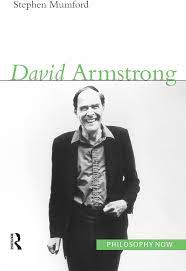 Stephen Mumford
David Armstrong
PHILOSOPHY NOW